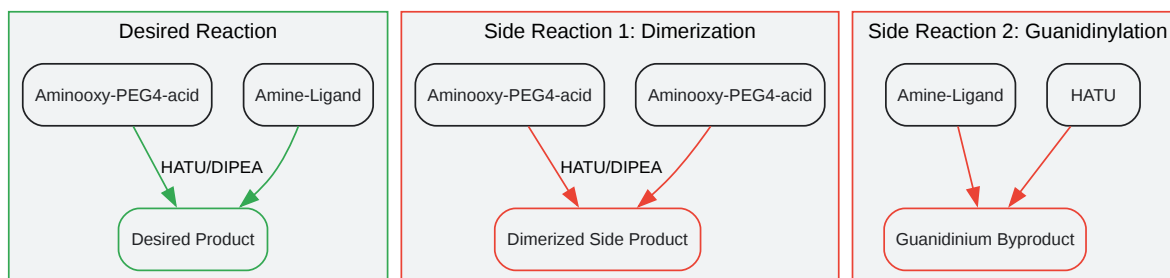 Desired Reaction
Aminooxy-PEG4-acid
Amine-Ligand
HATU/DIPEA
Desired Product
Side Reaction 1: Dimerization
Aminooxy-PEG4-acid
Aminooxy-PEG4-acid
HATU/DIPEA
Dimerized Side Product
Side Reaction 2: Guanidinylation
Amine-Ligand
HATU
Guanidinium Byproduct